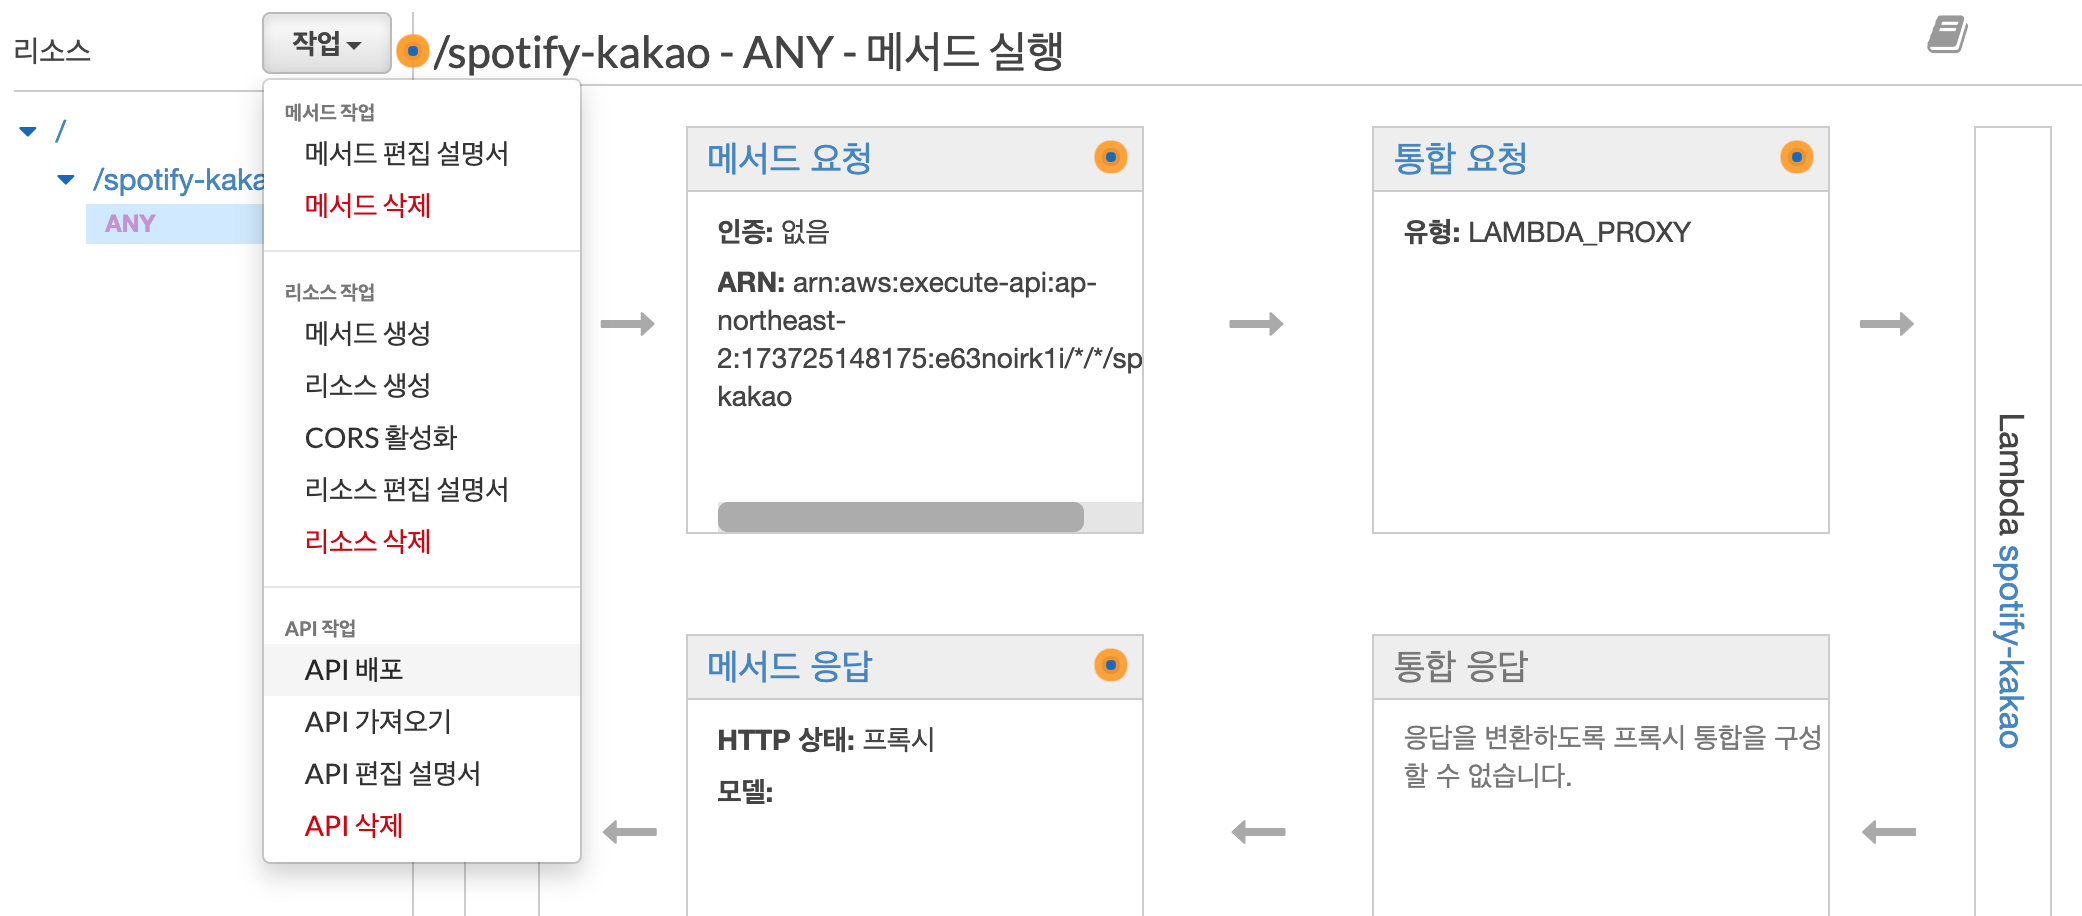 리소스
작업
/spotify-kakao - ANY - 메서드 실행
/
/spotify-kaka
ANY
메서드 작업
메서드 편집 설명서
메서드 삭제
리소스 작업
메서드 생성
리소스 생성
CORS 활성화
리소스 편집 설명서
리소스 삭제
API 작업
API 배포
API 가져오기
API 편집 설명서
API 삭제
메서드 요청
인증: 없음
ARN: arn:aws:execute-api:ap-
northeast-
2:173725148175:e63noirk1i/*/*/sp
kakao
통합 요청
유형: LAMBDA_PROXY
Lambda spotify-kakao
메서드 응답
HTTP 상태: 프록시
모델:
통합 응답
응답을 변환하도록 프록시 통합을 구성
할 수 없습니다.